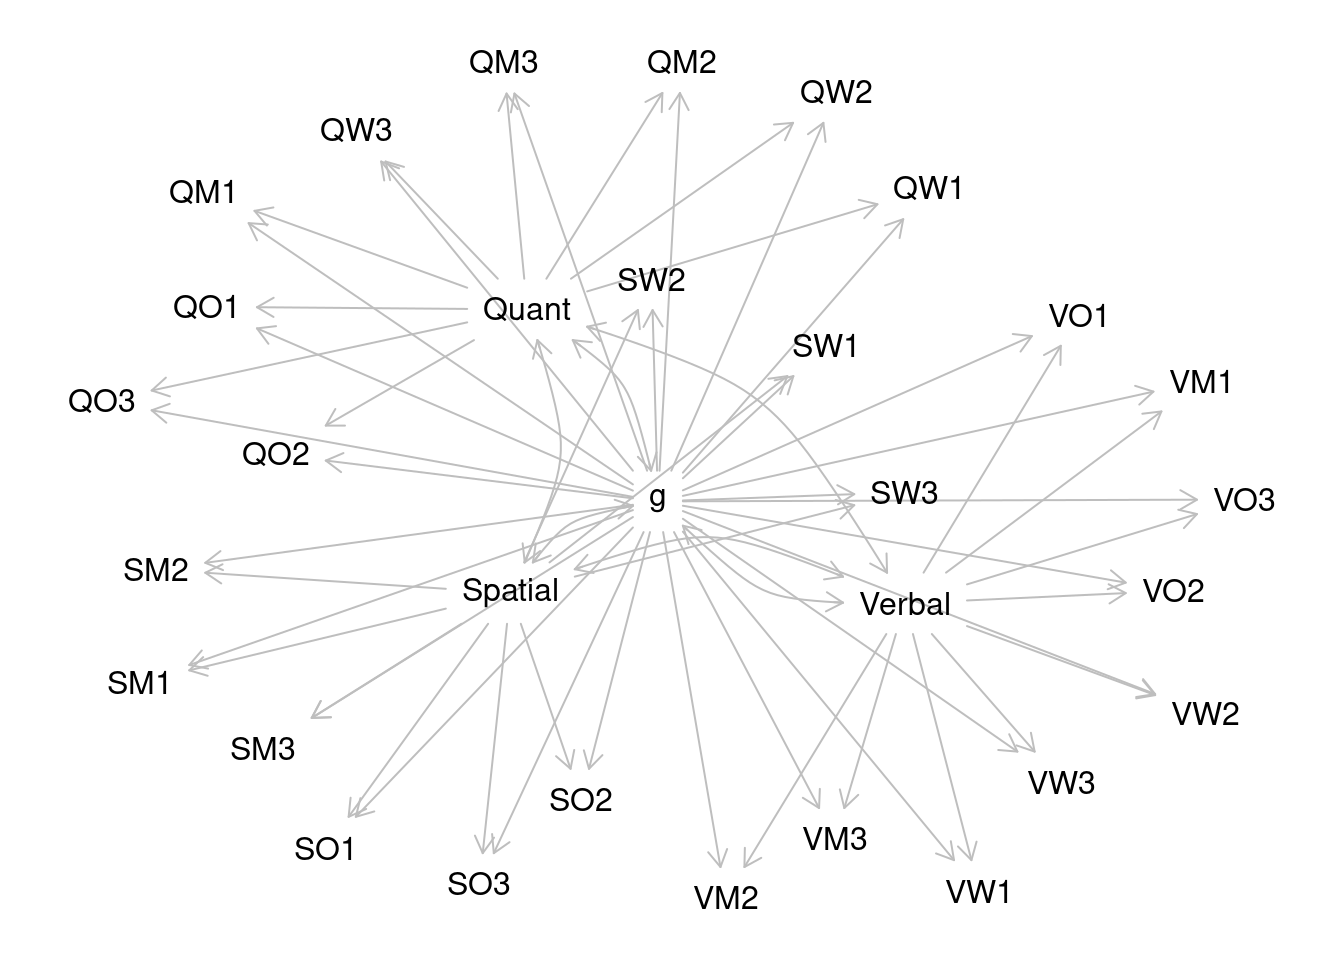 QM3
QM2
QW2
QW3
QW1
QM1
SW2
QO1
Quant
VO1
SW1
VM1
QO3
QO2
g
SW3
VO3
SM2
Spatial
Verbal
VO2
SM1
VW2
SM3
VW3
SO2
VM3
SO1
SO3
VM2
VW1